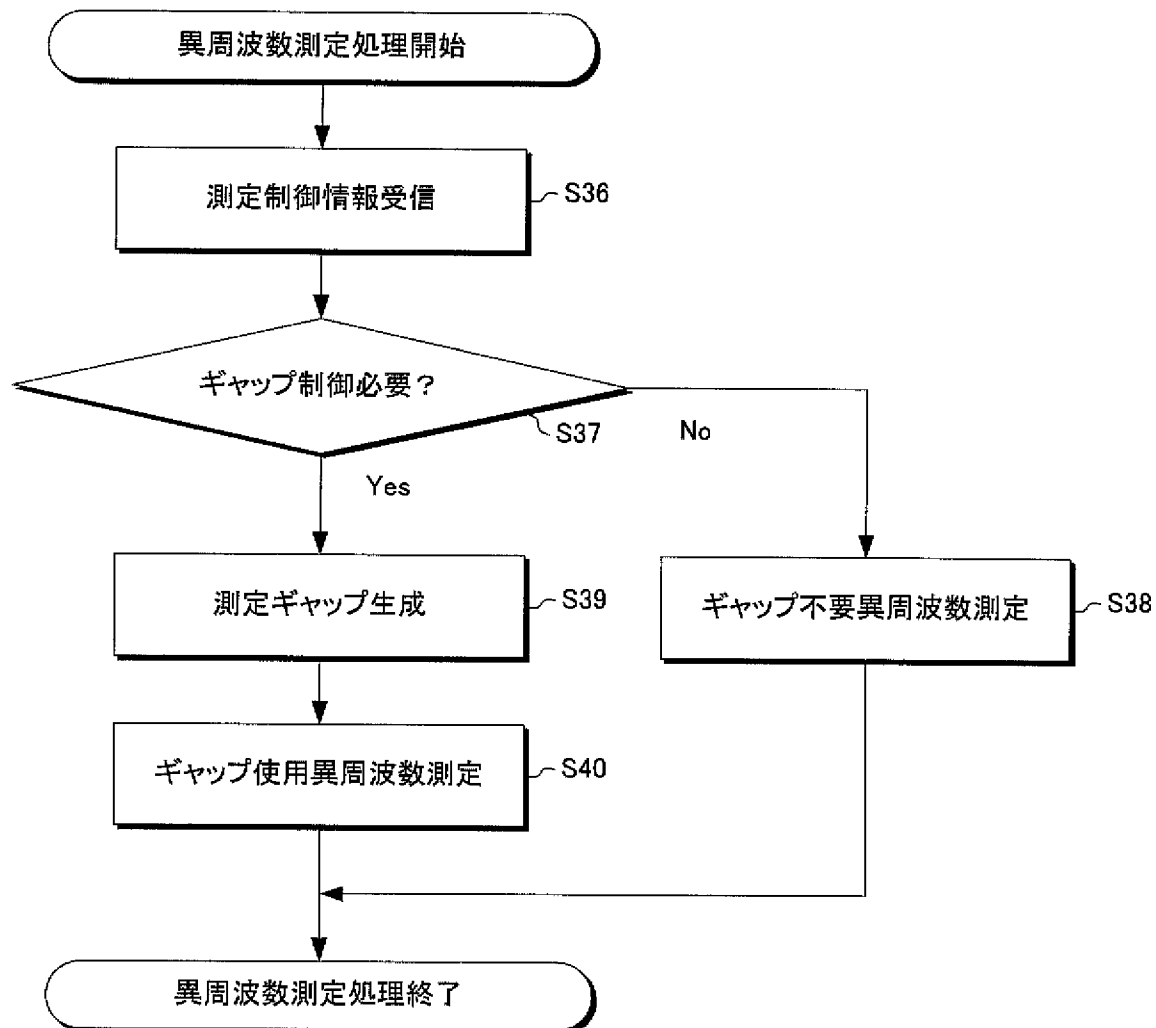 異周波数測定処理開始
測定制御情報受信
S36
ギャップ制御必要？
S37
No
Yes
測定ギャップ生成
S39
ギャップ不要異周波数測定
S38
ギャップ使用異周波数測定
S40
異周波数測定処理終了